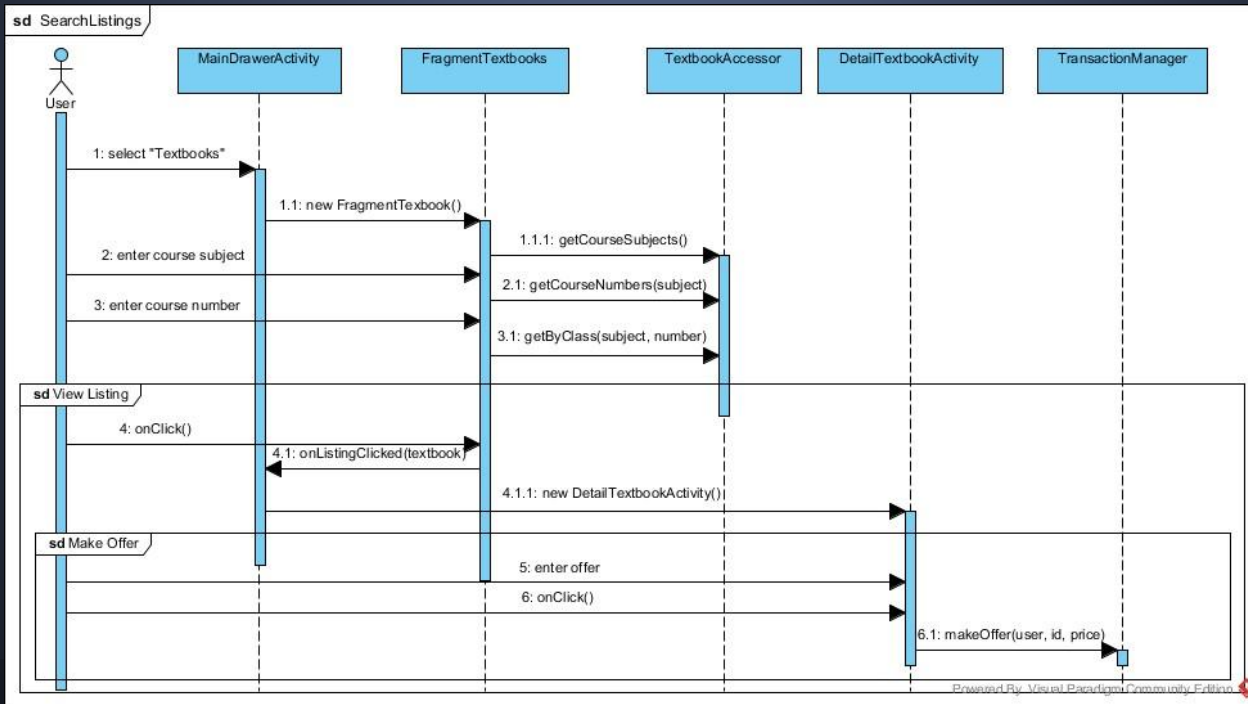 sd SearchListings
User
MainDrawerActivity
FragmentTextbooks
TextbookAccessor
DetailTextbookActivity
TransactionManager
1: select "Textbooks"
1.1: new FragmentTexbook()
1.1.1: getCourseSubjects()
2: enter course subject
2.1: getCourseNumbers(subject)
3: enter course number
3.1: getByClass(subject, number)
sd View Listing
4: onClick()
4.1: onListingClicked(textbook)
4.1.1: new DetailTextbookActivity()
sd Make Offer
5: enter offer
6: onClick()
6.1: makeOffer(user, id, price)
Powered By Visual Paradigm Community Edition